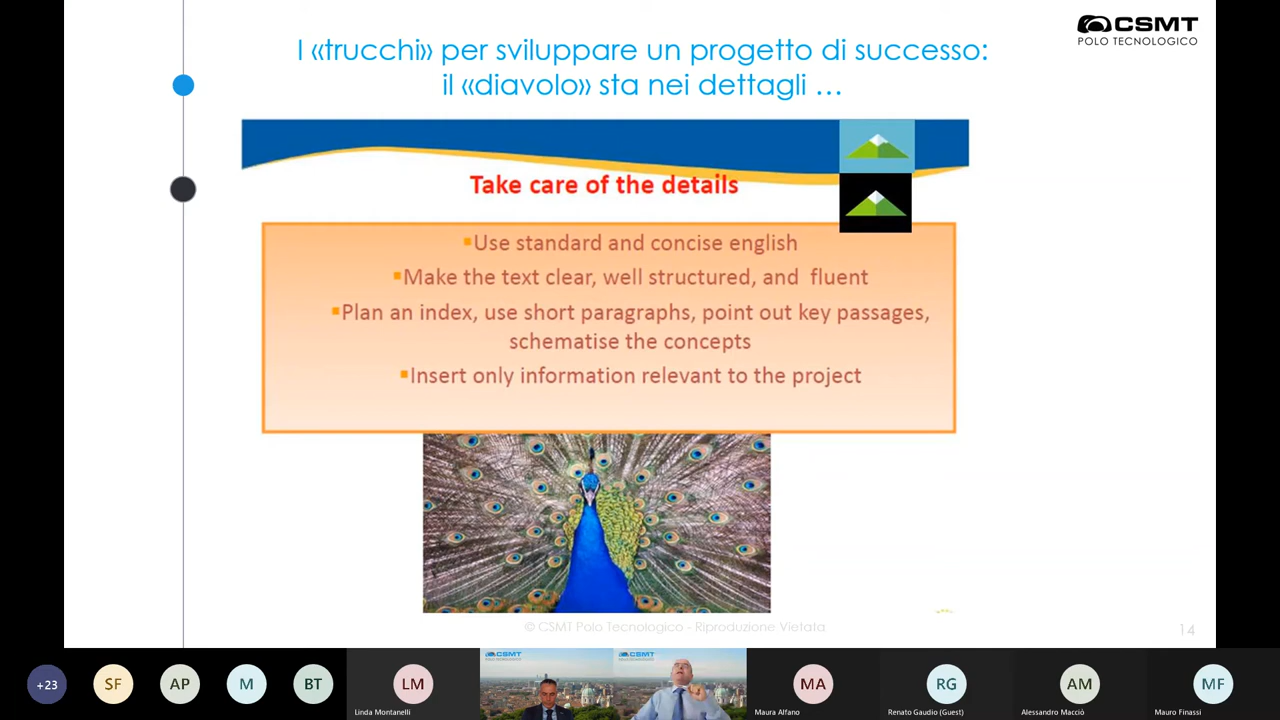 CSMT
POLO TECNOLOGICO
I «trucchi» per sviluppare un progetto di successo:
il «diavolo» sta nei dettagli ...
Take care of the details
Use standard and concise english
Make the text clear, well structured, and fluent
Plan an index, use short paragraphs, point out key passages,
schematise the concepts
Insert only information relevant to the project
© CSMT Polo Tecnologico - Riproduzione Vietata
14
+23
SF
AP
M
BT
LM
Linda Montanelli
CSMT
CSMT
MA
Maura Alfano
RG
Renato Gaudio (Guest)
AM
Alessandro Macciò
MF
Mauro Finassi